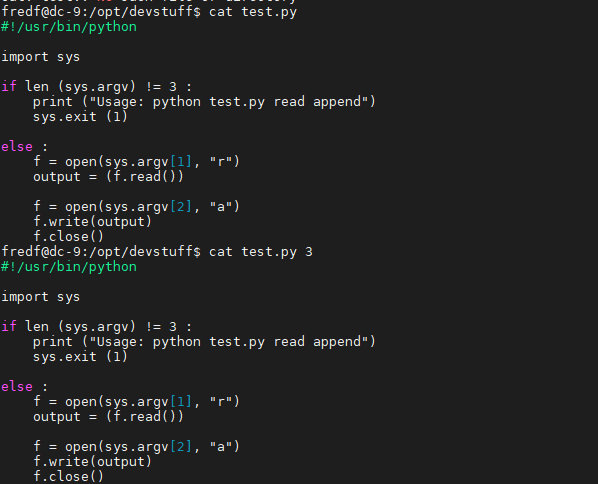 fredf@dc-9:/opt/devstuff$ cat test.py
#!/usr/bin/python

import sys

if len (sys.argv) != 3 :
    print ("Usage: python test.py read append")
    sys.exit (1)

else :
    f = open(sys.argv[1], "r")
    output = (f.read())

    f = open(sys.argv[2], "a")
    f.write(output)
    f.close()
fredf@dc-9:/opt/devstuff$ cat test.py 3
#!/usr/bin/python

import sys

if len (sys.argv) != 3 :
    print ("Usage: python test.py read append")
    sys.exit (1)

else :
    f = open(sys.argv[1], "r")
    output = (f.read())

    f = open(sys.argv[2], "a")
    f.write(output)
    f.close()